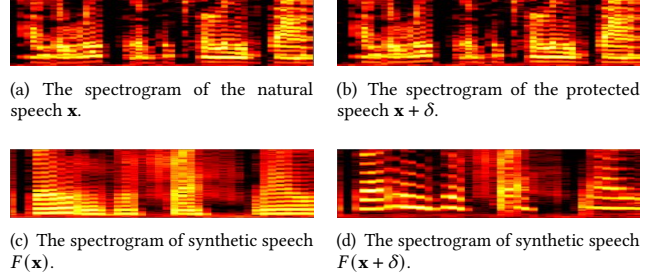 (a) The spectrogram of the natural
speech x.
(b) The spectrogram of the protected
speech x + δ.
(c) The spectrogram of synthetic speech
F(x).
(d) The spectrogram of synthetic speech
F(x + δ).